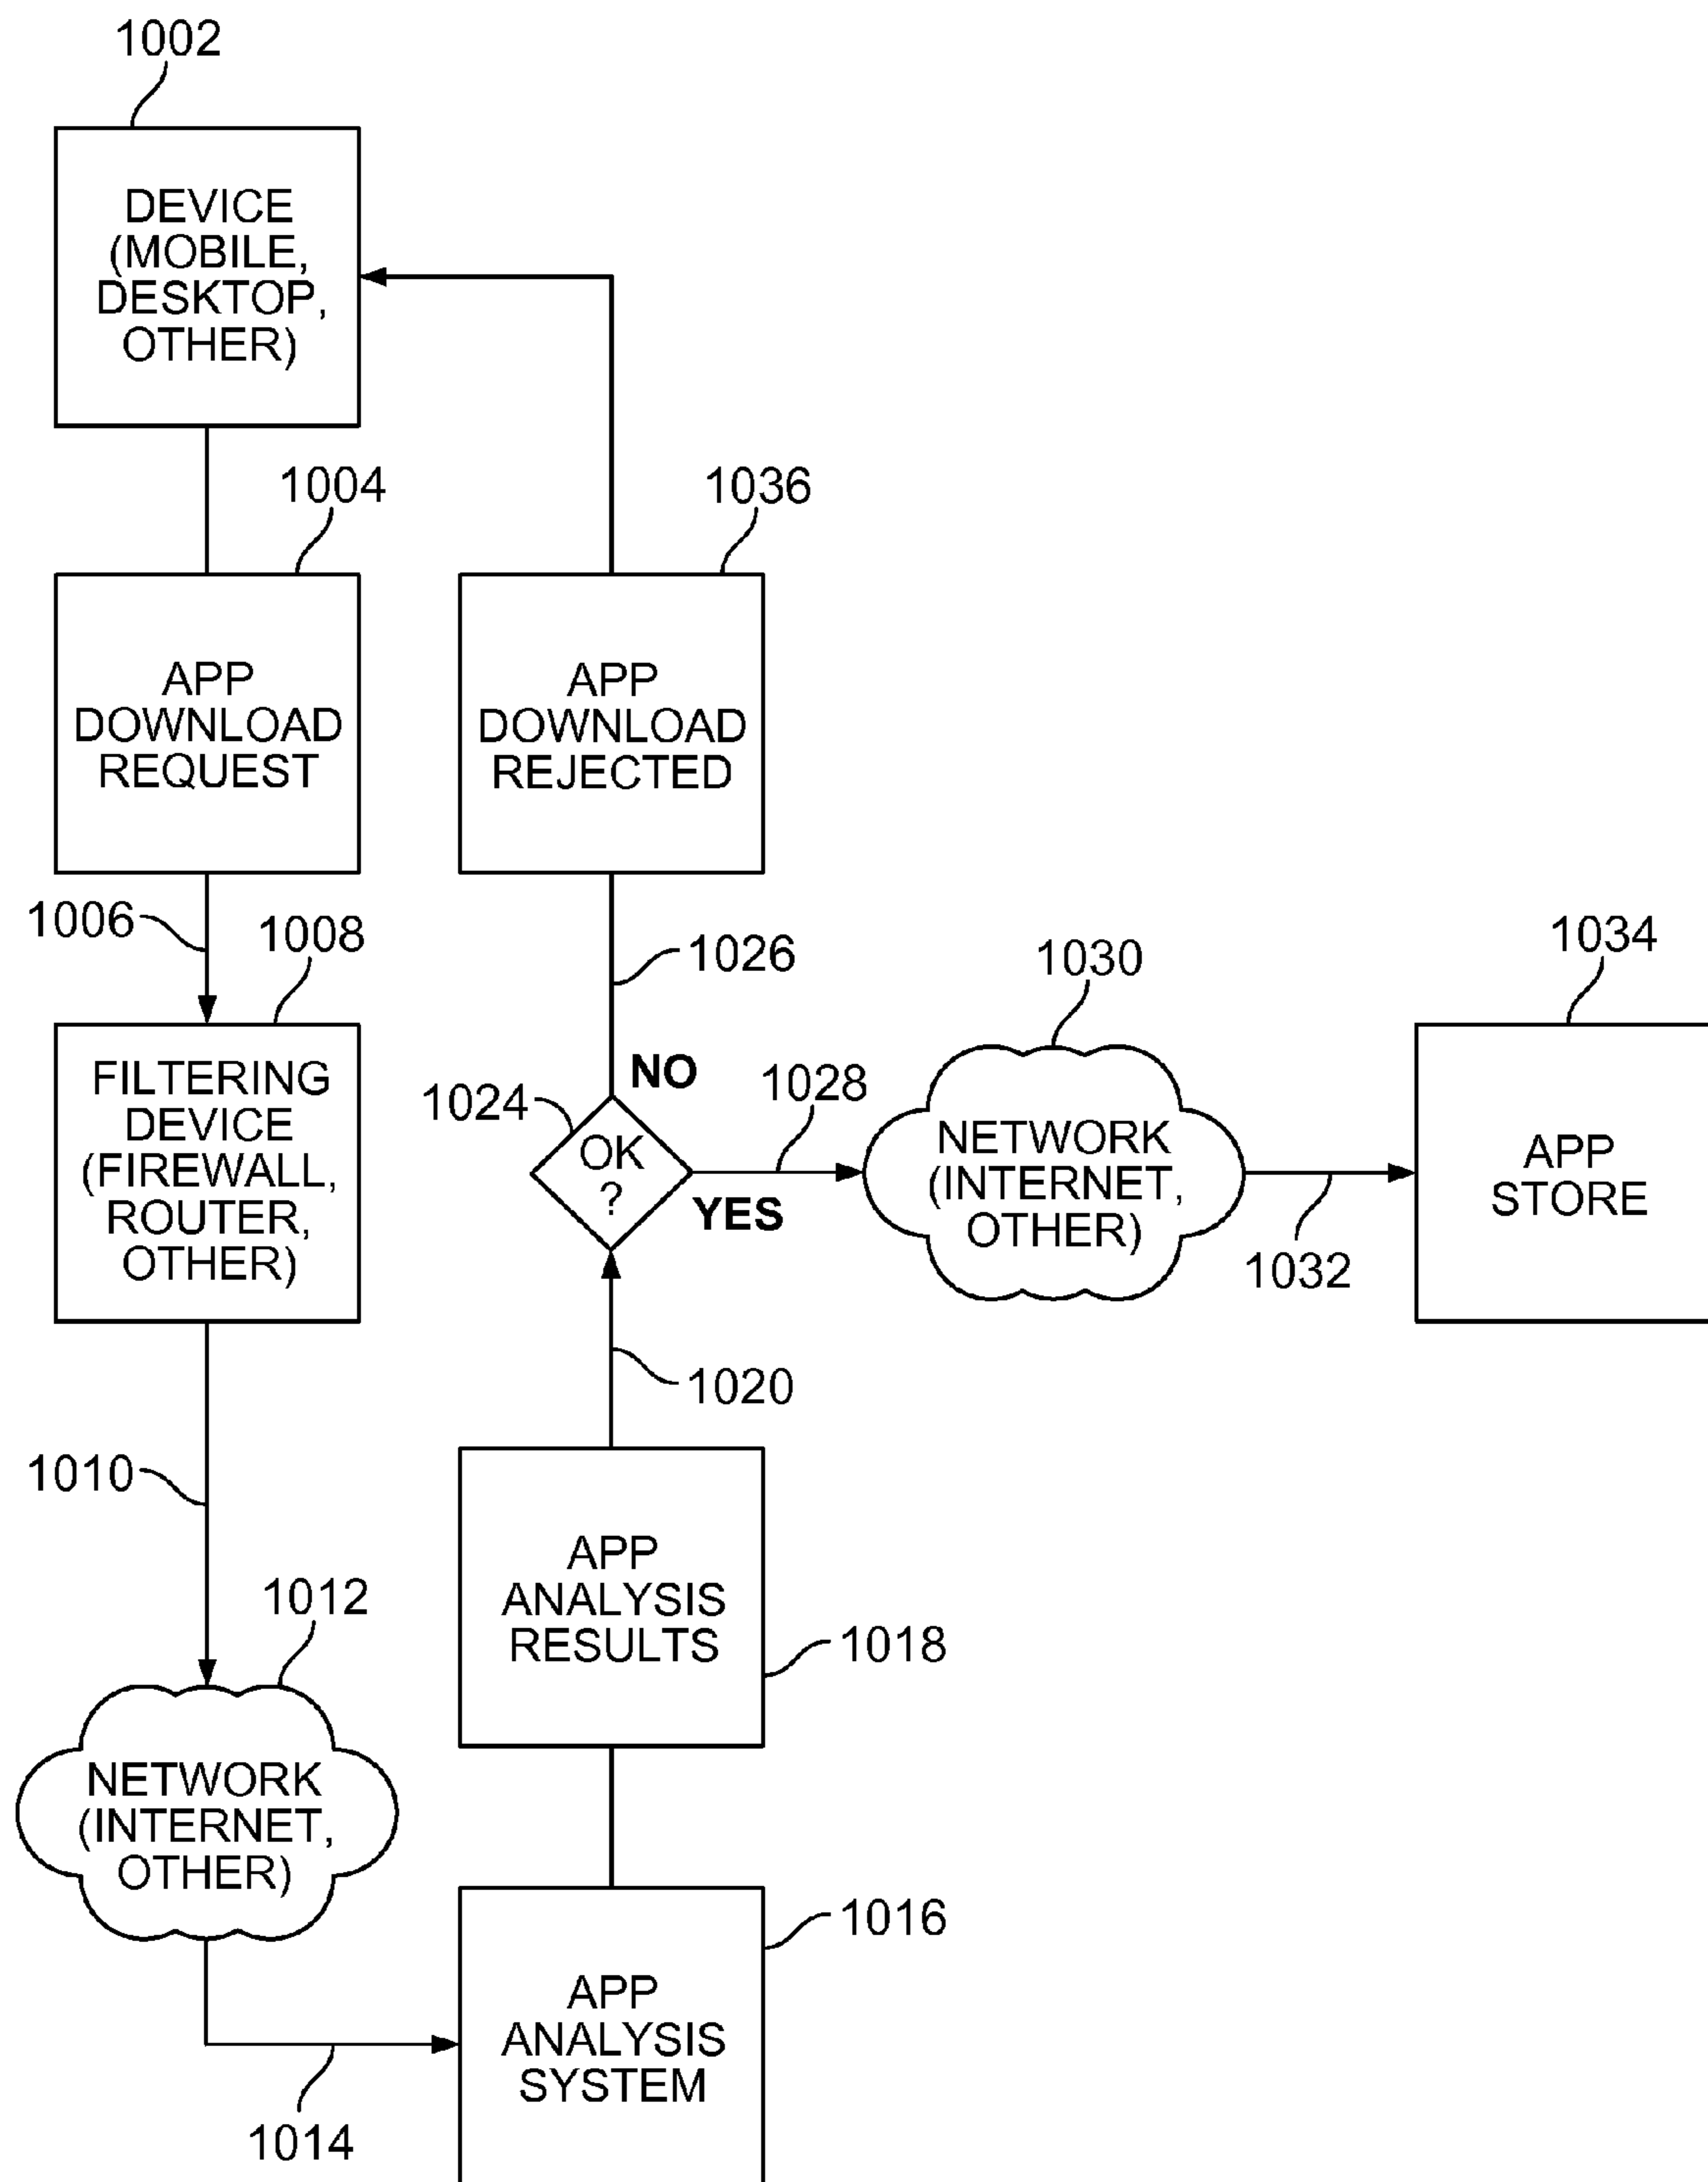 1002
DEVICE
(MOBILE,
DESKTOP,
OTHER)
1004
APP
DOWNLOAD
REQUEST
1036
APP
DOWNLOAD
REJECTED
1006
1008
FILTERING
DEVICE
(FIREWALL,
ROUTER,
OTHER)
1026
NO
1024
OK
?
1028
YES
1030
NETWORK
(INTERNET,
OTHER)
1032
1034
APP
STORE
1020
1010
APP
ANALYSIS
RESULTS
1018
1012
NETWORK
(INTERNET,
OTHER)
1014
1016
APP
ANALYSIS
SYSTEM